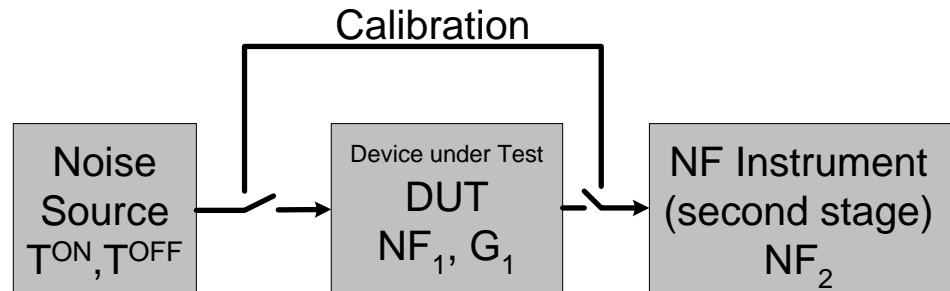 Calibration
Noise
Source
T^ON,T^OFF
Device under Test
DUT
NF₁, G₁
NF Instrument
(second stage)
NF₂